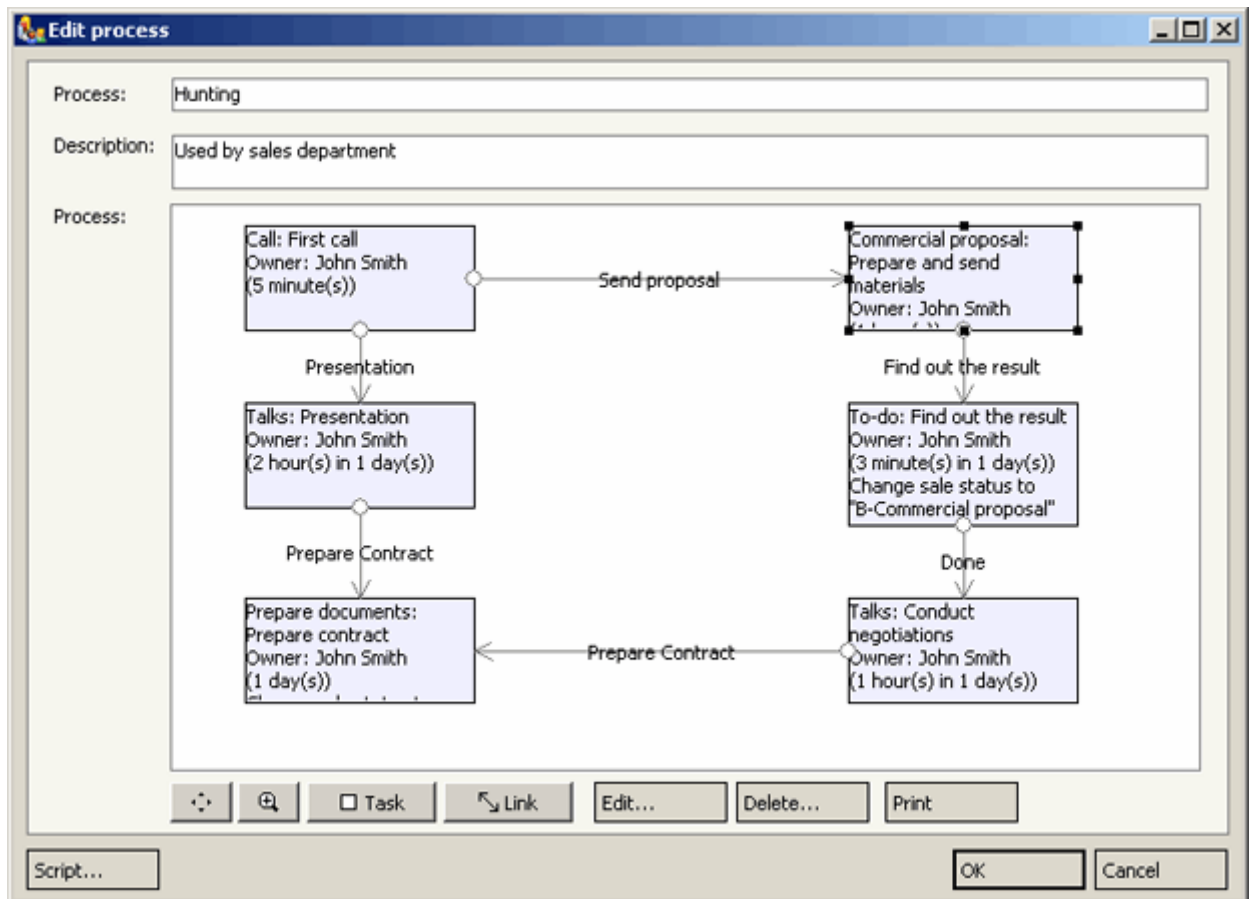 Edit process
Process:
Hunting
Description:
Used by sales department
Process:
Call: First call
Owner: John Smith
(5 minute(s))
Send proposal
Commercial proposal:
Prepare and send
materials
Owner: John Smith
Presentation
Find out the result
Talks: Presentation
Owner: John Smith
(2 hour(s) in 1 day(s))
To-do: Find out the result
Owner: John Smith
(3 minute(s) in 1 day(s))
Change sale status to
"B-Commercial proposal"
Prepare Contract
Done
Prepare documents:
Prepare contract
Owner: John Smith
(1 day(s))
Prepare Contract
Talks: Conduct
negotiations
Owner: John Smith
(1 hour(s) in 1 day(s))
Task
Link
Edit...
Delete...
Print
Script...
OK
Cancel